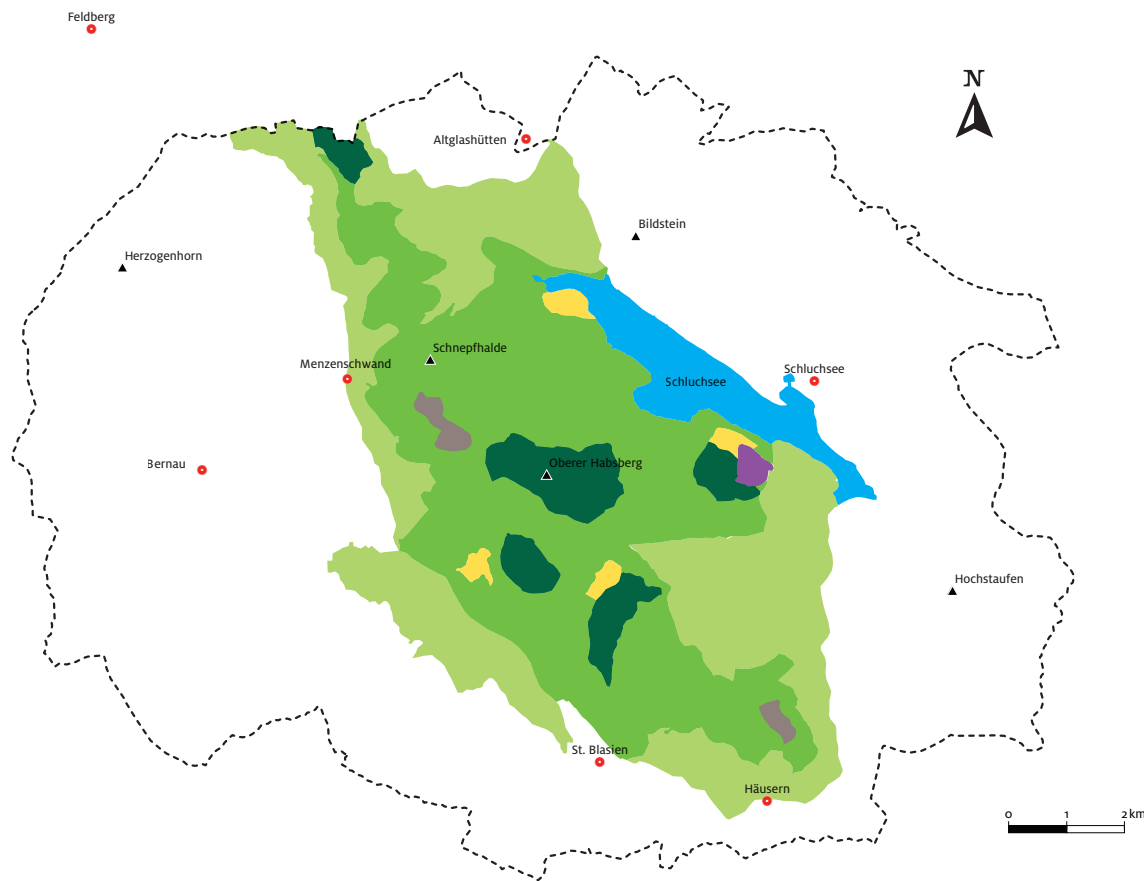 Feldberg
N
Altglashütten
Bildstein
Herzogenhorn
Schnepfhalde
Menzenschwand
Schluchsee
Schluchsee
Bernau
Oberer Habsberg
Hochstaufen
St. Blasien
Häusern
0 1 2 km